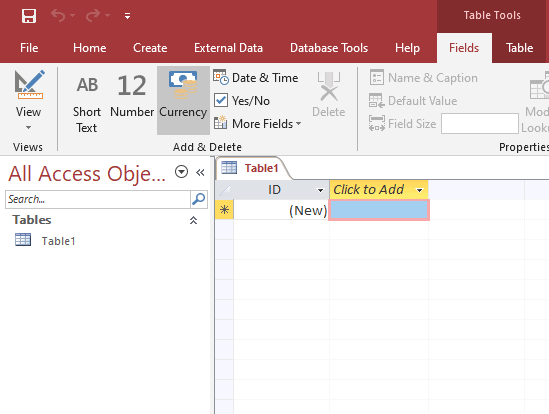 Table Tools
File Home Create External Data Database Tools Help Fields Table
View
Views
AB
Short
Text
12
Number
Currency
Date & Time
Yes/No
More Fields
Delete
Add & Delete
Name & Caption
Default Value
Field Size
Properties
All Access Obje...
Search...
Tables
Table1
Table1
ID Click to Add
(New)